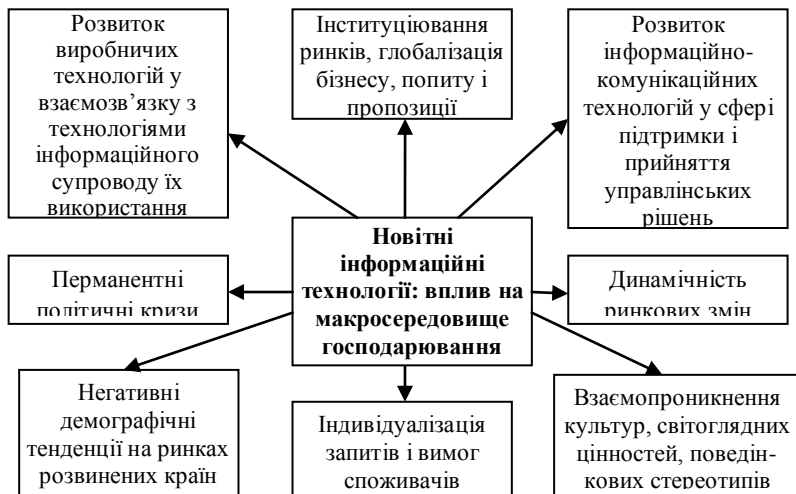 Розвиток
виробничих
технологій у
взаємозв’язку з
технологіями
інформаційного
супроводу їх
використання
Інституціювання
ринків, глобалізація
бізнесу, попиту і
пропозиції
Розвиток
інформаційно-
комунікаційних
технологій у сфері
підтримки і
прийняття
управлінських
рішень
Перманентні
політичні кризи
Новітні
інформаційні
технології: вплив на
макросередовище
господарювання
Динамічність
ринкових змін
Негативні
демографічні
тенденції на ринках
розвинених країн
Індивідуалізація
запитів і вимог
споживачів
Взаємопроникнення
культур, світоглядних
цінностей, поведін-
кових стереотипів